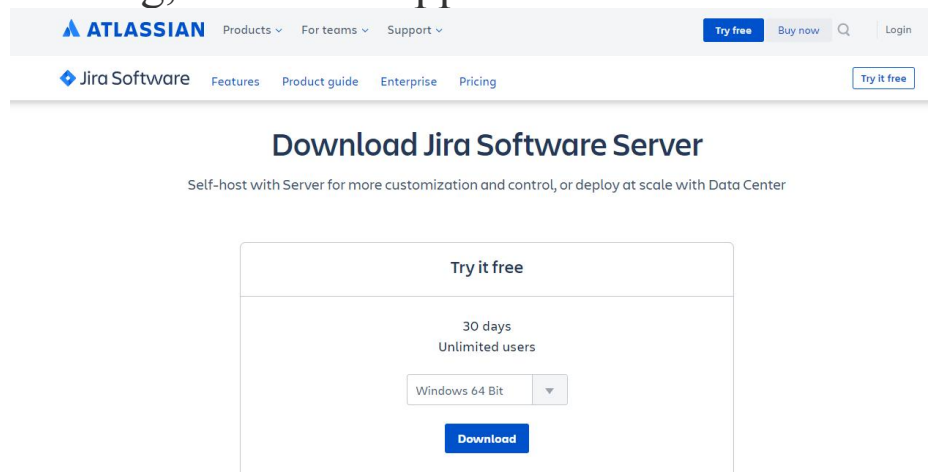 ATLASSIAN Products For teams Support Try free Buy now Login
Jira Software Features Product guide Enterprise Pricing Try it free
Download Jira Software Server
Self-host with Server for more customization and control, or deploy at scale with Data Center
Try it free
30 days
Unlimited users
Windows 64 Bit
Download